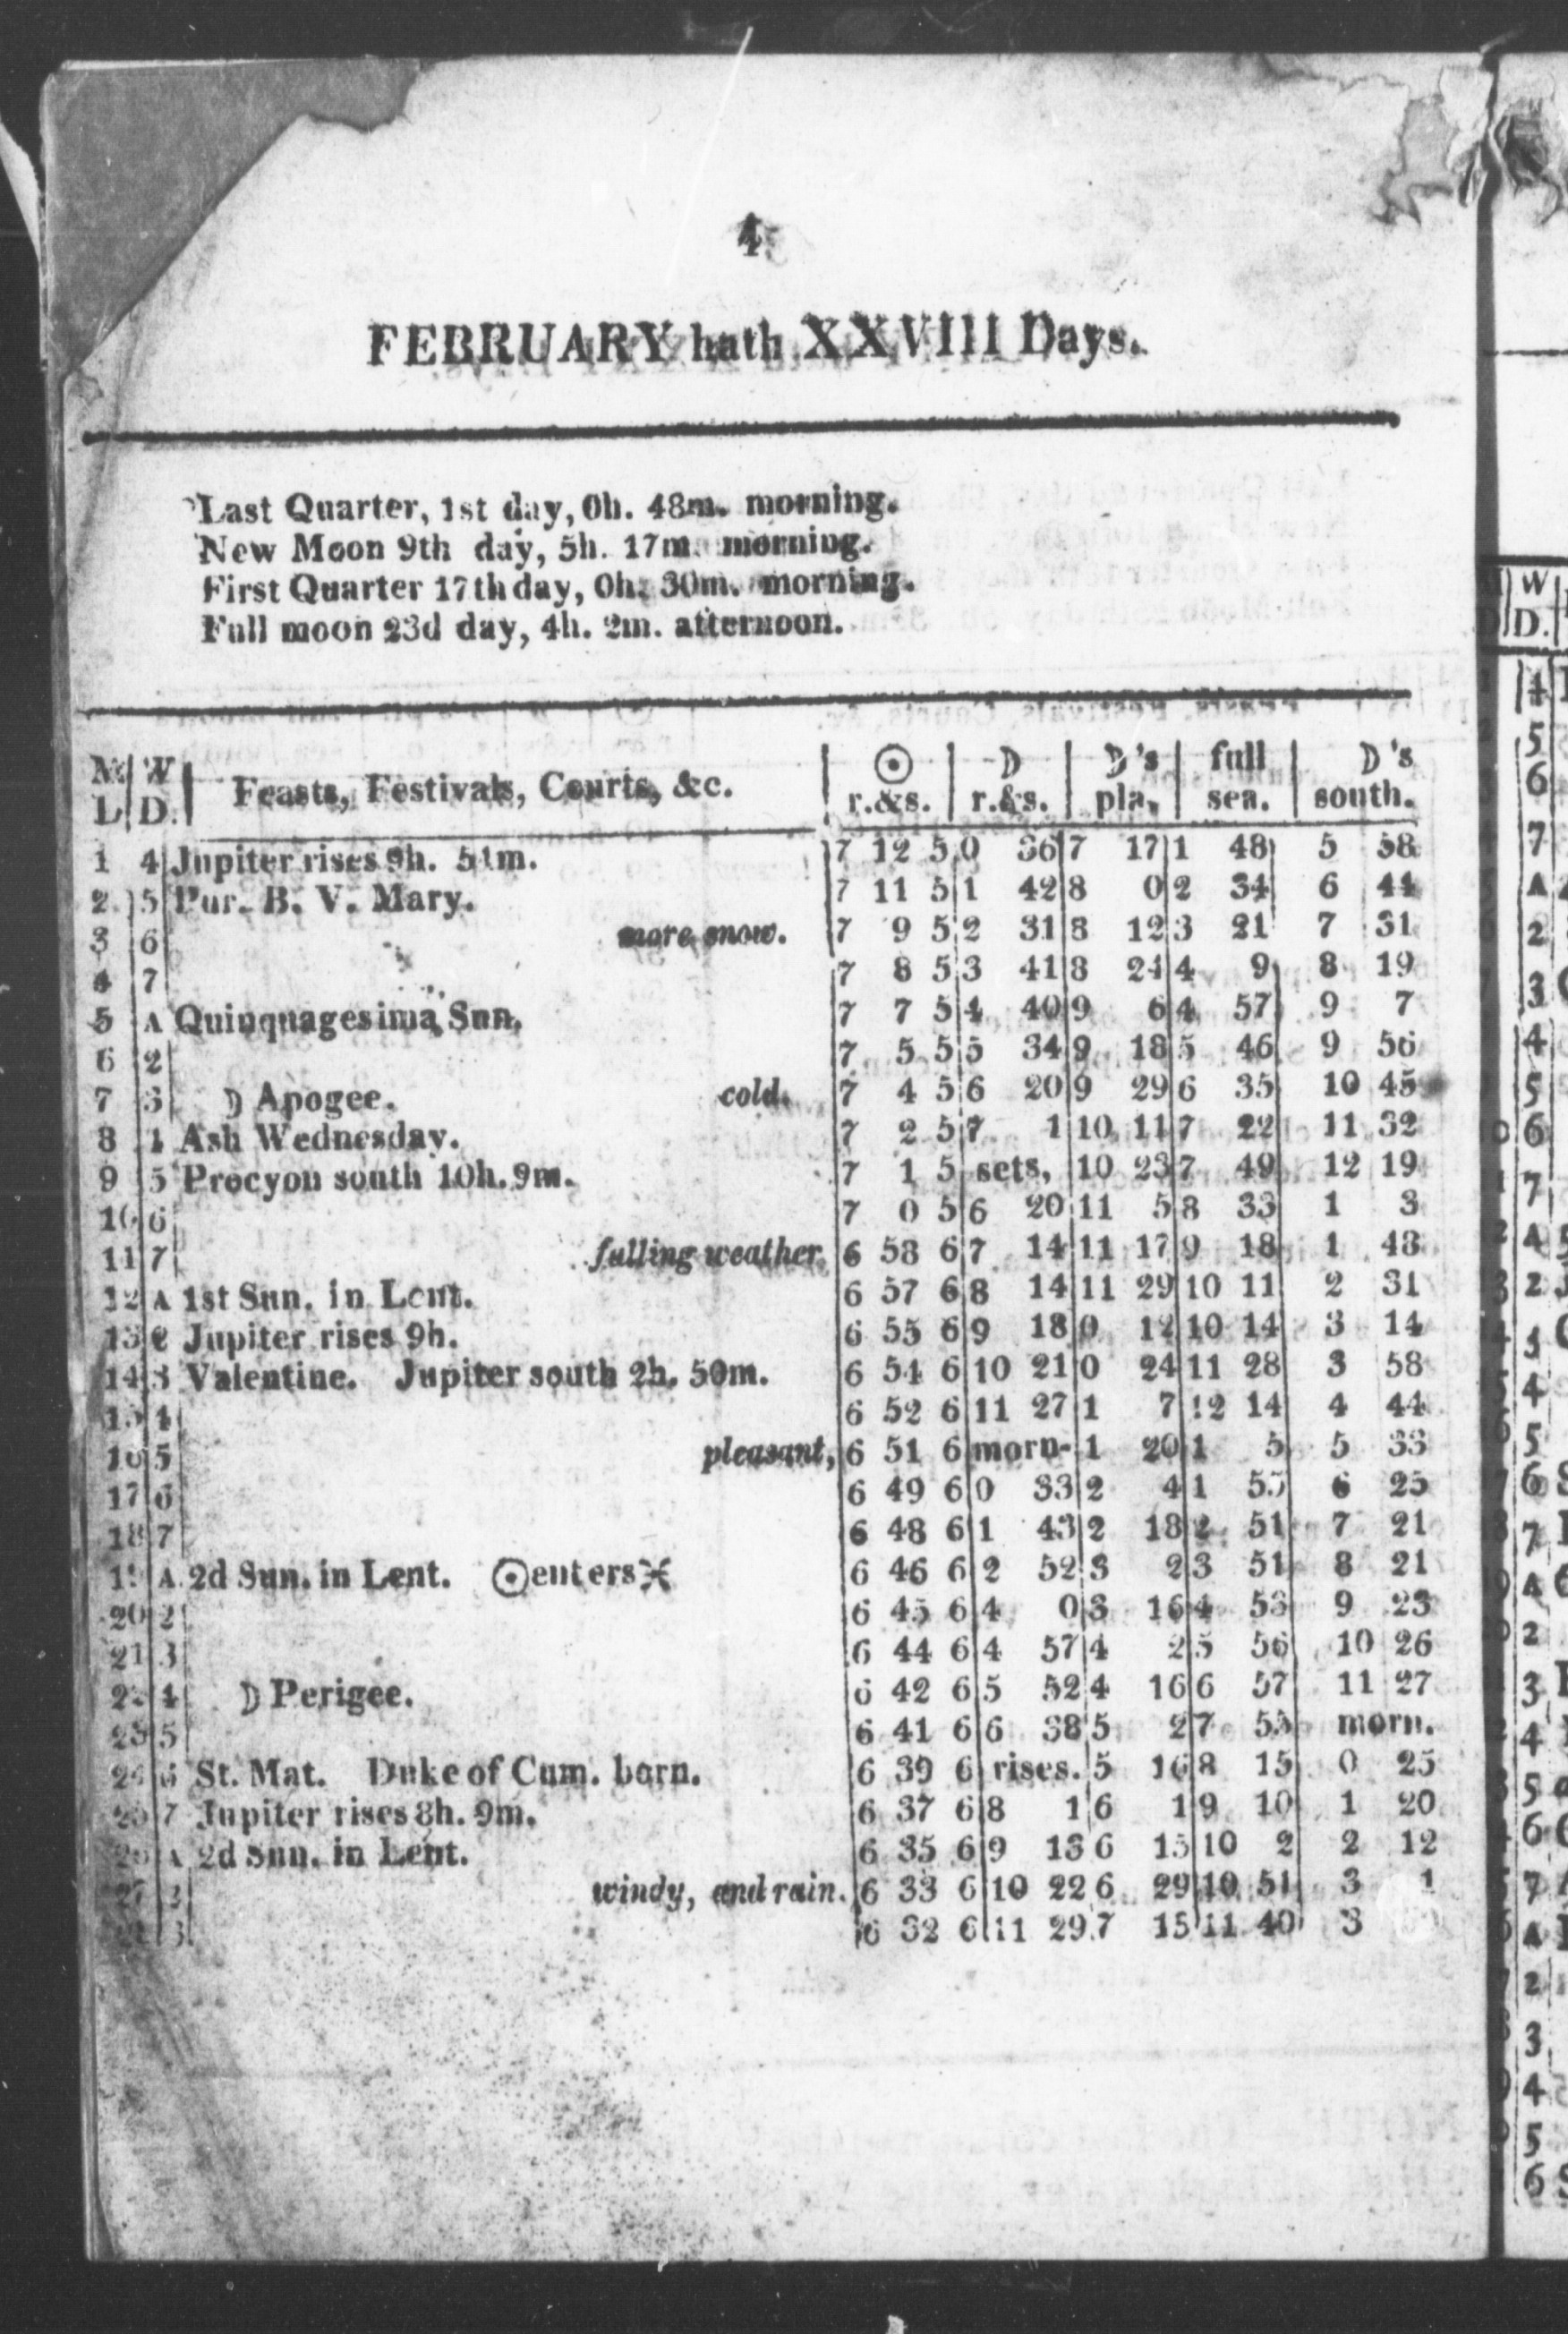 4
FEBRUARY hath XXVIII Days.
Last Quarter, 1st day, 0h. 48m. morning.
New Moon 9th day, 5h. 17m. morning.
First Quarter 17th day, 0h. 30m. morning.
Full moon 23d day, 4h. 2m. atternoon.
M W Feasts, Festivals, Courts, &c. ☉ ☽ ☽'s full ☽'s
D. r.&s. r.&s. pla. sea. south.
1 4 Jupiter rises 9h. 51m. 7 12 5 0 36 7 17 1 48 5 58
2 5 Pur. B. V. Mary. 7 11 5 1 42 8 0 2 34 6 44
3 6 more snow. 7 9 5 2 31 8 12 3 21 7 31
4 7 7 8 5 3 41 8 24 4 9 8 19
5 A Quinquagesima Sun. 7 7 5 4 40 9 6 4 57 9 7
6 2 7 5 5 5 34 9 18 5 46 9 56
7 3 ☽ Apogee. cold. 7 4 5 6 20 9 29 6 35 10 45
8 4 Ash Wednesday. 7 2 5 7 1 10 11 7 22 11 32
9 5 Procyon south 10h. 9m. 7 1 5 sets, 10 23 7 49 12 19
10 6 7 0 5 6 20 11 5 8 33 1 3
11 7 falling weather. 6 58 6 7 14 11 17 9 18 1 48
12 A 1st Sun. in Lent. 6 57 6 8 14 11 29 10 11 2 31
13 2 Jupiter rises 9h. 6 55 6 9 18 0 12 10 14 3 14
14 3 Valentine. Jupiter south 2h. 50m. 6 54 6 10 21 0 24 11 28 3 58
15 4 6 52 6 11 27 1 7 12 14 4 44
16 5 pleasant, 6 51 6 morn- 1 20 1 5 5 33
17 6 6 49 6 0 33 2 4 1 55 6 25
18 7 6 48 6 1 43 2 18 2 51 7 21
19 A 2d Sun. in Lent. ☉ enters ♓ 6 46 6 2 52 3 2 3 51 8 21
20 2 6 45 6 4 0 3 16 4 53 9 23
21 3 6 44 6 4 57 4 2 5 56 10 26
22 4 ☽ Perigee. 6 42 6 5 52 4 16 6 57 11 27
23 5 6 41 6 6 38 5 2 7 55 morn.
24 6 St. Mat. Duke of Cum. born. 6 39 6 rises. 5 16 8 15 0 25
25 7 Jupiter rises 8h. 9m. 6 37 6 8 1 6 1 9 10 1 20
26 A 2d Sun. in Lent. 6 35 6 9 13 6 15 10 2 2 12
27 2 windy, and rain. 6 33 6 10 22 6 29 10 51 3 1
3 6 32 6 11 29 7 15 11 40 3